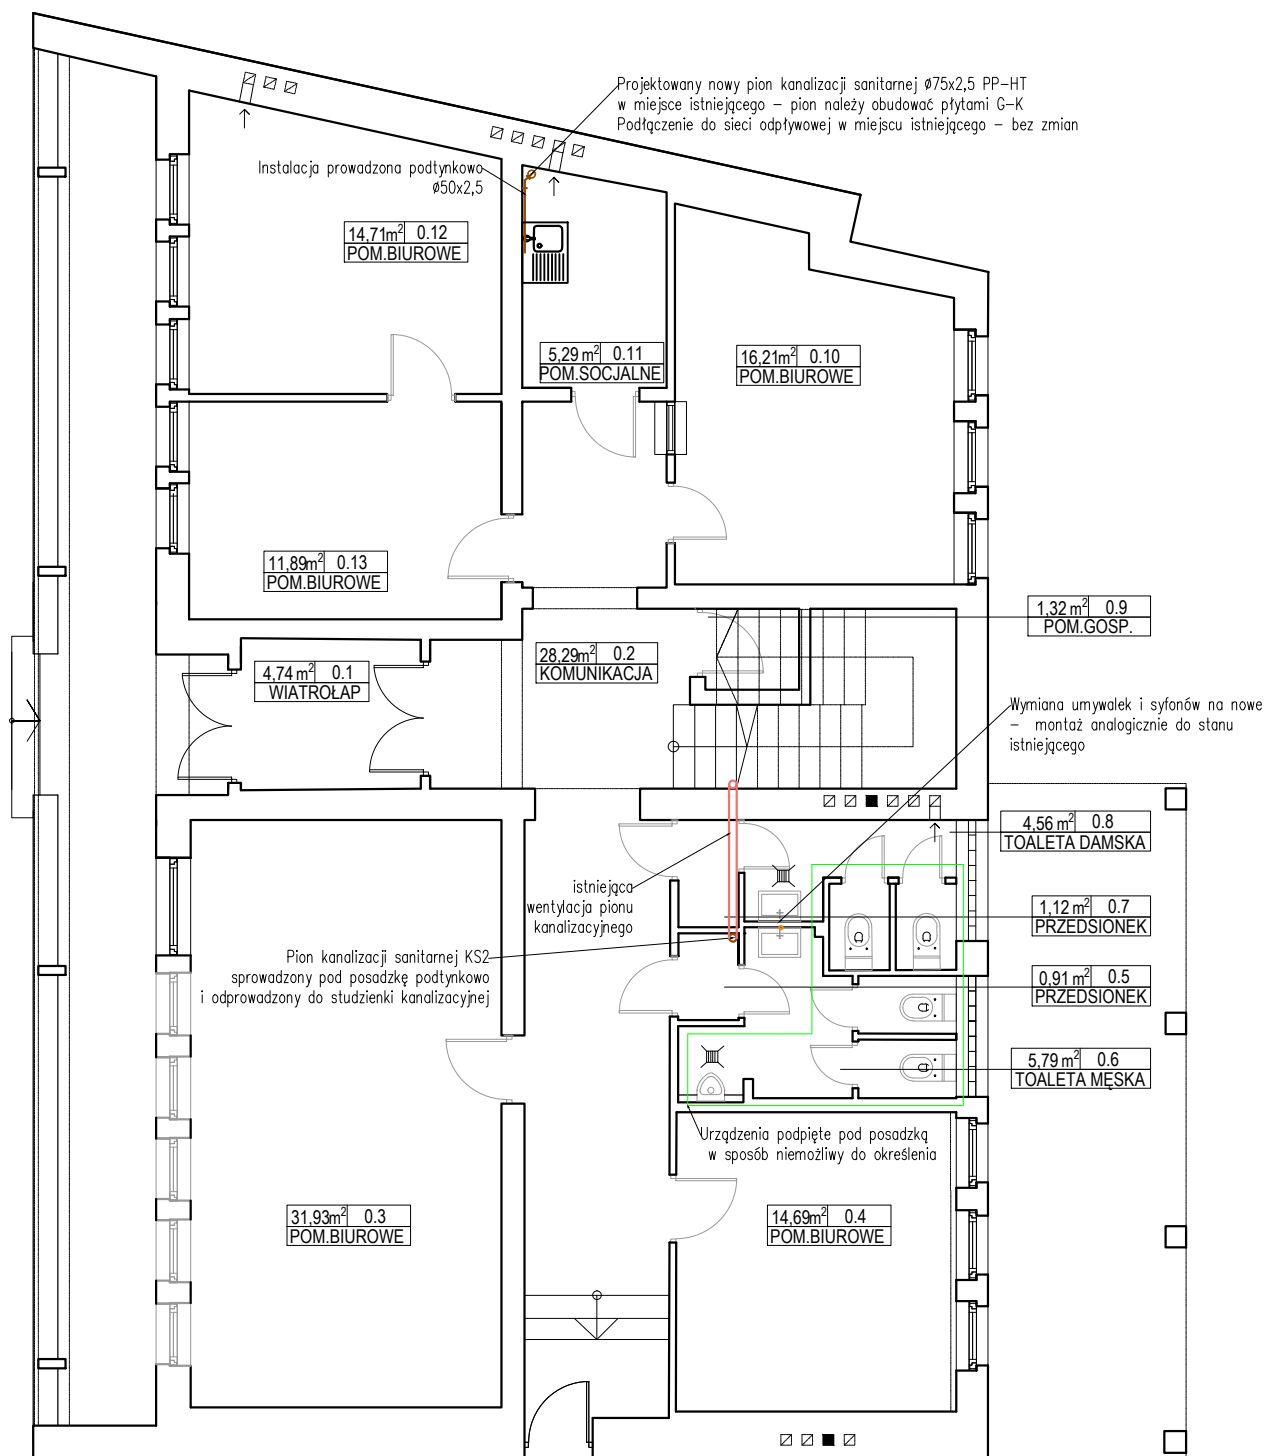 Projektowany nowy pion kanalizacji sanitarnej ø75x2,5 PP-HT
w miejsce istniejącego – pion należy obudować płytami G-K
Podłączenie do sieci odpływowej w miejscu istniejącego – bez zmian
Instalacja prowadzona podtynkowo
ø50x2,5
14,71m² 0.12
POM.BIUROWE
5,29 m² 0.11
POM.SOCJALNE
16,21m² 0.10
POM.BIUROWE
11,89m² 0.13
POM.BIUROWE
1,32 m² 0.9
POM.GOSP.
28,29m² 0.2
KOMUNIKACJA
4,74 m² 0.1
WIATROŁAP
Wymiana umywalek i syfonów na nowe
– montaż analogicznie do stanu
istniejącego
4,56 m² 0.8
TOALETA DAMSKA
istniejąca
wentylacja pionu
kanalizacyjnego
1,12 m² 0.7
PRZEDSIONEK
Pion kanalizacji sanitarnej KS2
sprowadzony pod posadzkę podtynkowo
i odprowadzony do studzienki kanalizacyjnej
0,91 m² 0.5
PRZEDSIONEK
5,79 m² 0.6
TOALETA MĘSKA
Urządzenia podpięte pod posadzką
w sposób niemożliwy do określenia
31,93m² 0.3
POM.BIUROWE
14,69m² 0.4
POM.BIUROWE